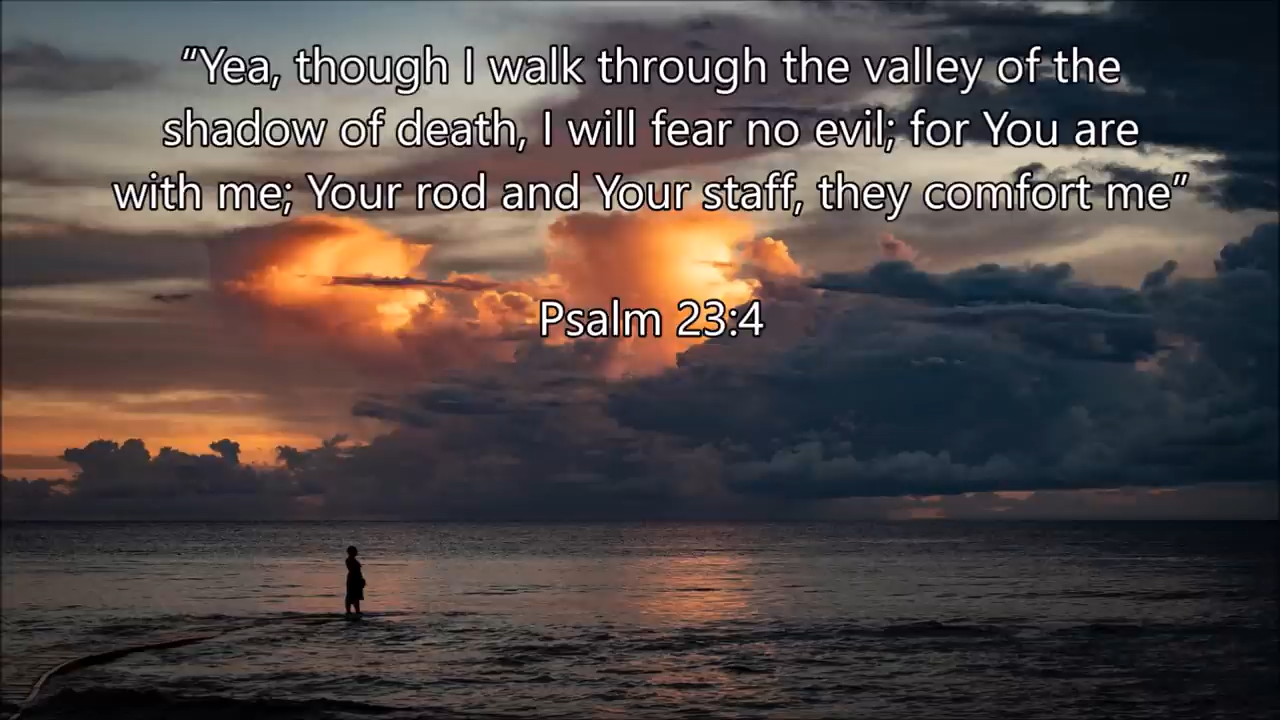 “Yea, though I walk through the valley of the
shadow of death, I will fear no evil; for You are
with me; Your rod and Your staff, they comfort me”
Psalm 23:4